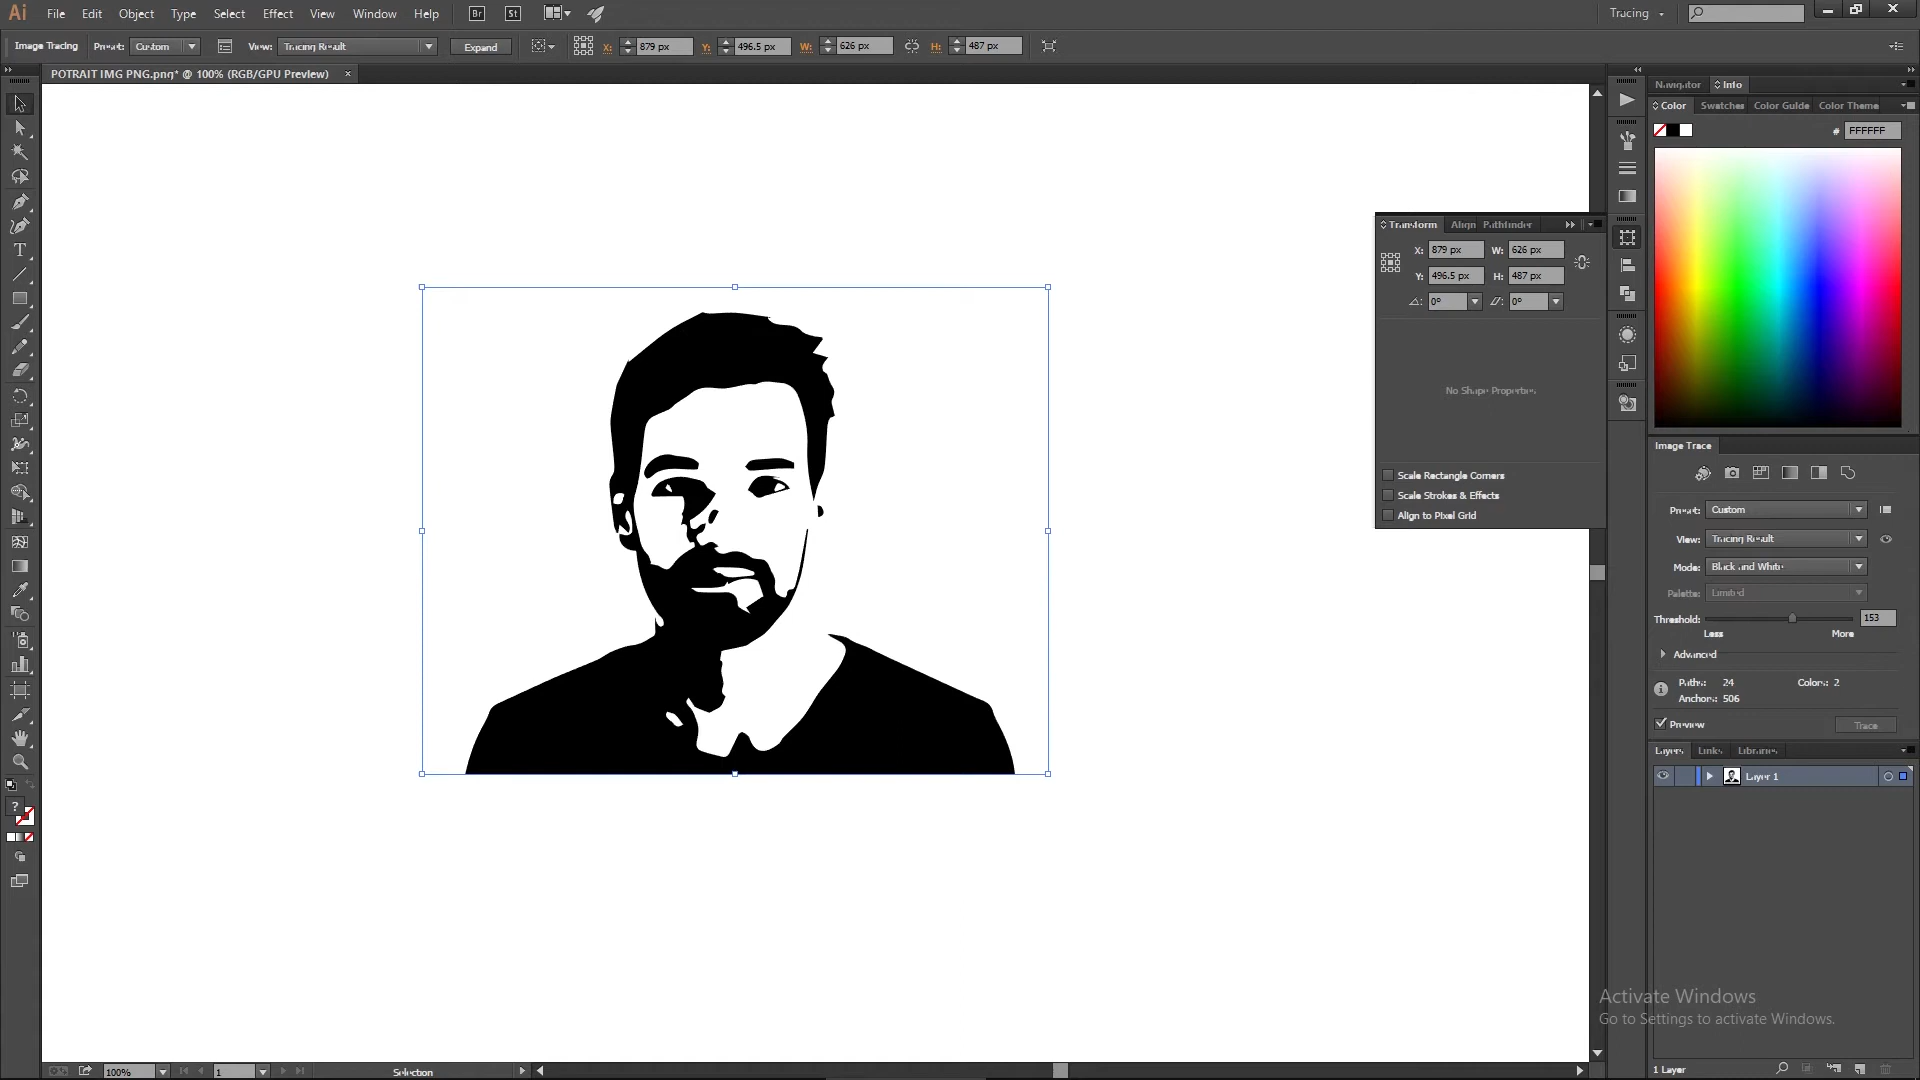 Ai File Edit Object Type Select Effect View Window Help Br St Tracing
Image Tracing Preset: Custom View: Tracing Result Expand X: 879 px Y: 496.5 px W: 626 px H: 487 px
POTRAIT IMG PNG.png* @ 100% (RGB/GPU Preview) ×
Navigator Info
Color Swatches Color Guide Color Theme
# FFFFFF
Transform Align Pathfinder
X: 879 px W: 626 px
Y: 496.5 px H: 487 px
0° 0°
No Shape Properties
Scale Rectangle Corners
Scale Strokes & Effects
Align to Pixel Grid
Image Trace
Preset: Custom
View: Tracing Result
Mode: Black and White
Palette: Limited
Threshold: 153
Less More
Advanced
Paths: 24 Colors: 2
Anchors: 506
Preview Trace
Layers Links Libraries
Layer 1
Activate Windows
Go to Settings to activate Windows.
1 Layer
100% 1 Selection